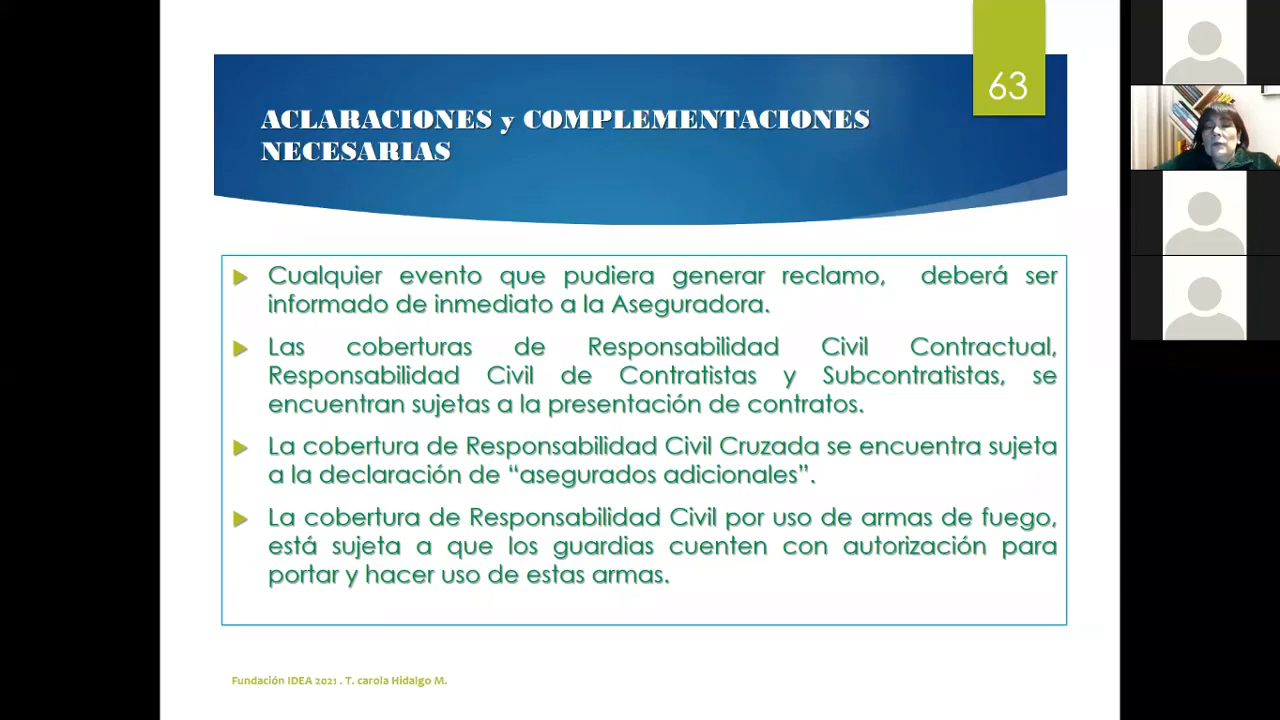 63
ACLARACIONES y COMPLEMENTACIONES
NECESARIAS
Cualquier evento que pudiera generar reclamo, deberá ser
informado de inmediato a la Aseguradora.
Las coberturas de Responsabilidad Civil Contractual,
Responsabilidad Civil de Contratistas y Subcontratistas, se
encuentran sujetas a la presentación de contratos.
La cobertura de Responsabilidad Civil Cruzada se encuentra sujeta
a la declaración de “asegurados adicionales”.
La cobertura de Responsabilidad Civil por uso de armas de fuego,
está sujeta a que los guardias cuenten con autorización para
portar y hacer uso de estas armas.
Fundación IDEA 2021 . T. carola Hidalgo M.